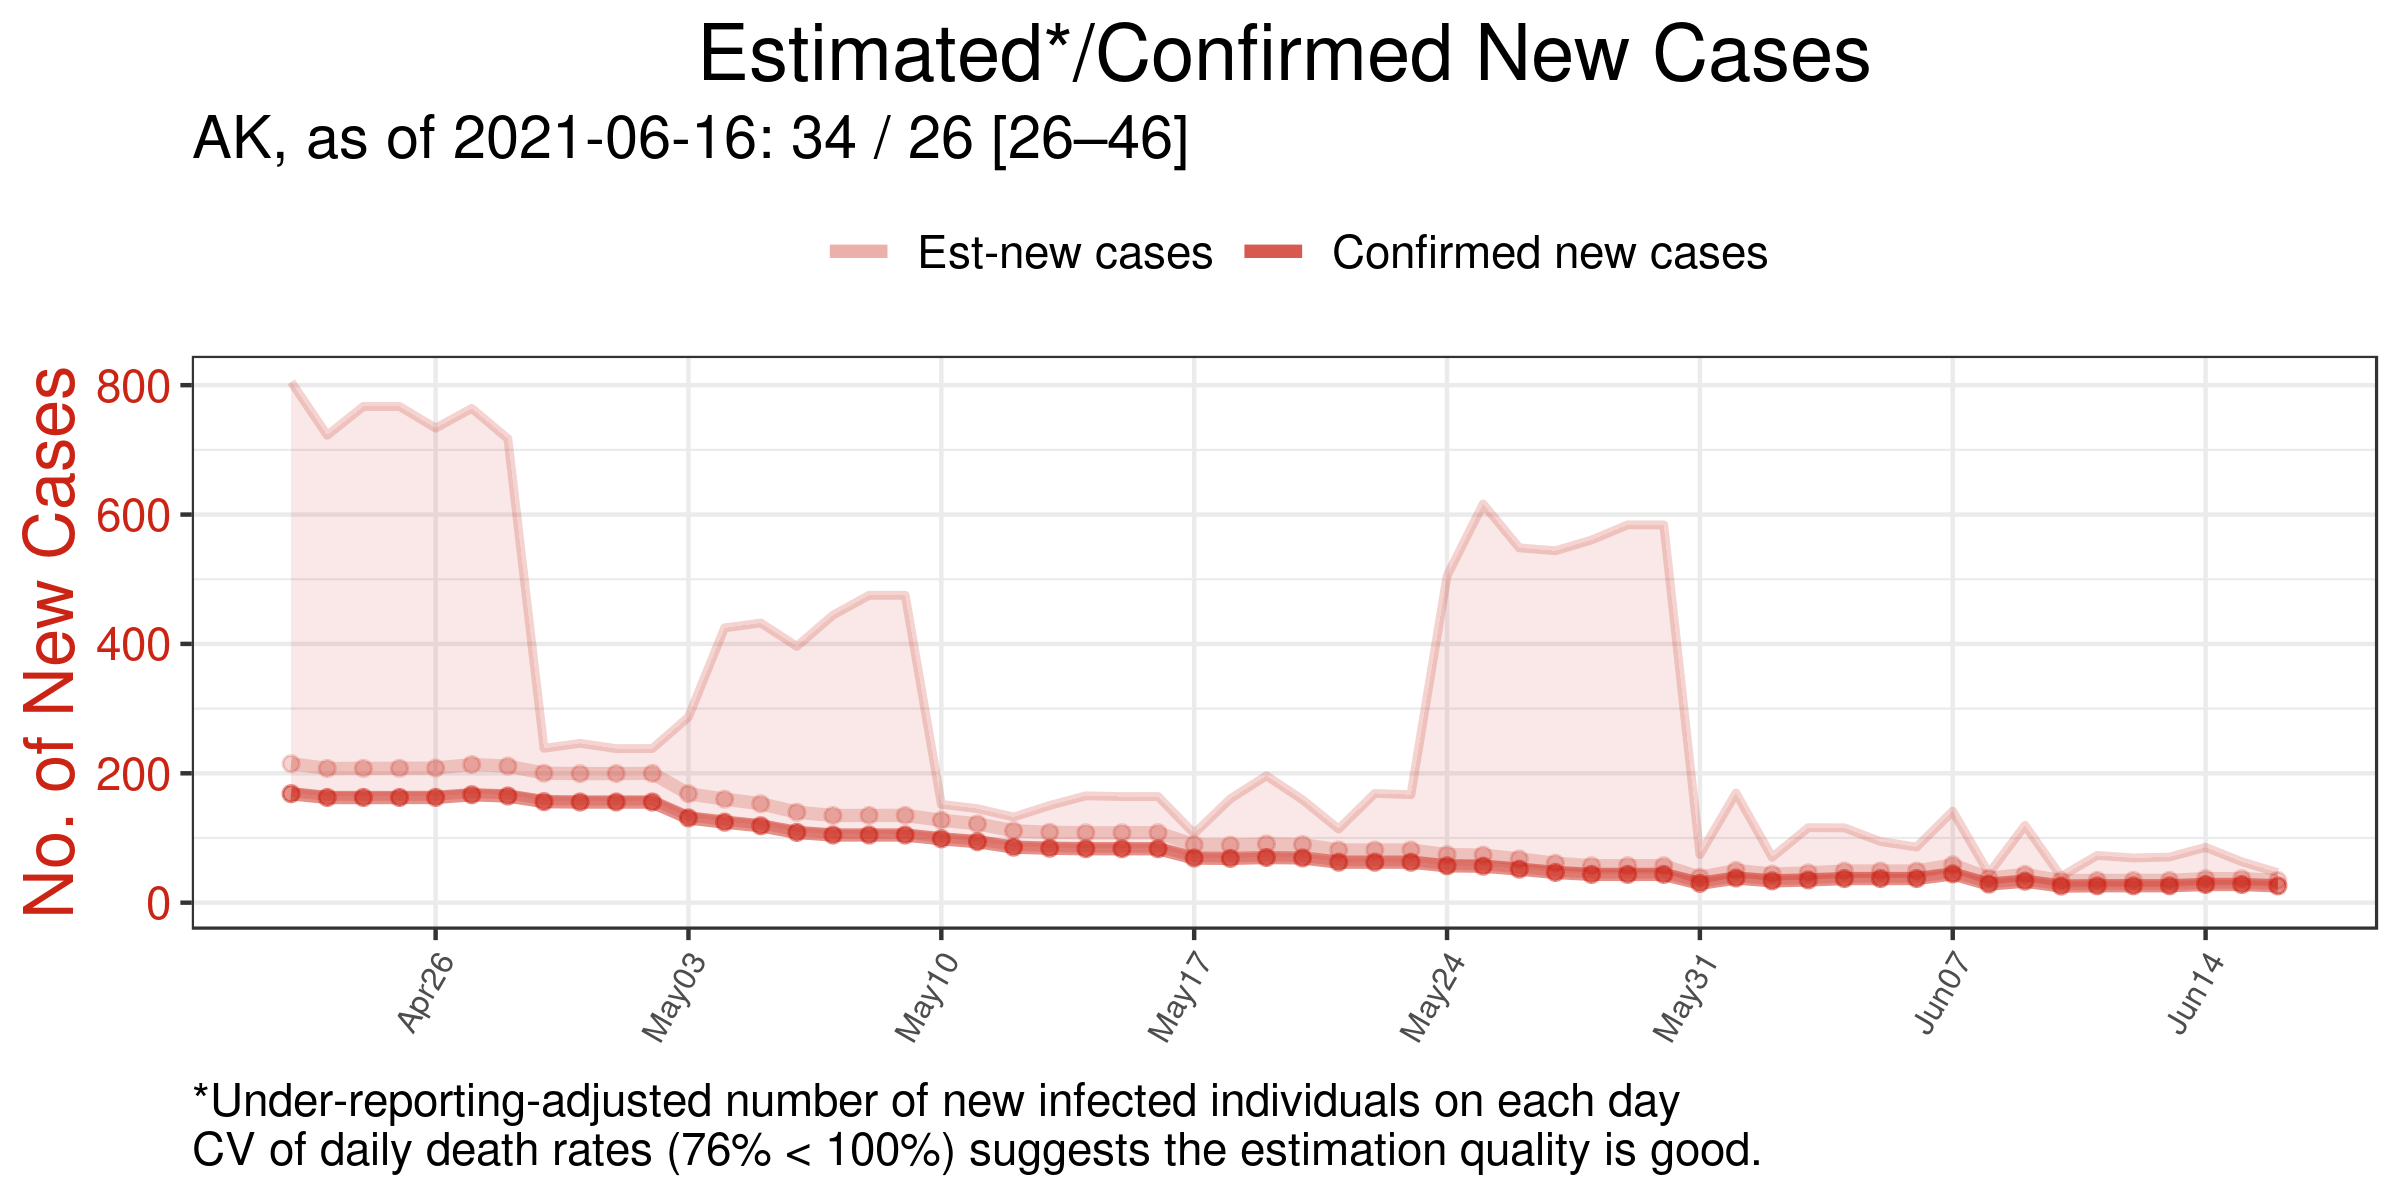 Estimated*/Confirmed New Cases
AK, as of 2021-06-16: 34 / 26 [26–46]
Est-new cases
Confirmed new cases
No. of New Cases
800
600
400
200
0
Apr26
May03
May10
May17
May24
May31
Jun07
Jun14
*Under-reporting-adjusted number of new infected individuals on each day
CV of daily death rates (76% < 100%) suggests the estimation quality is good.